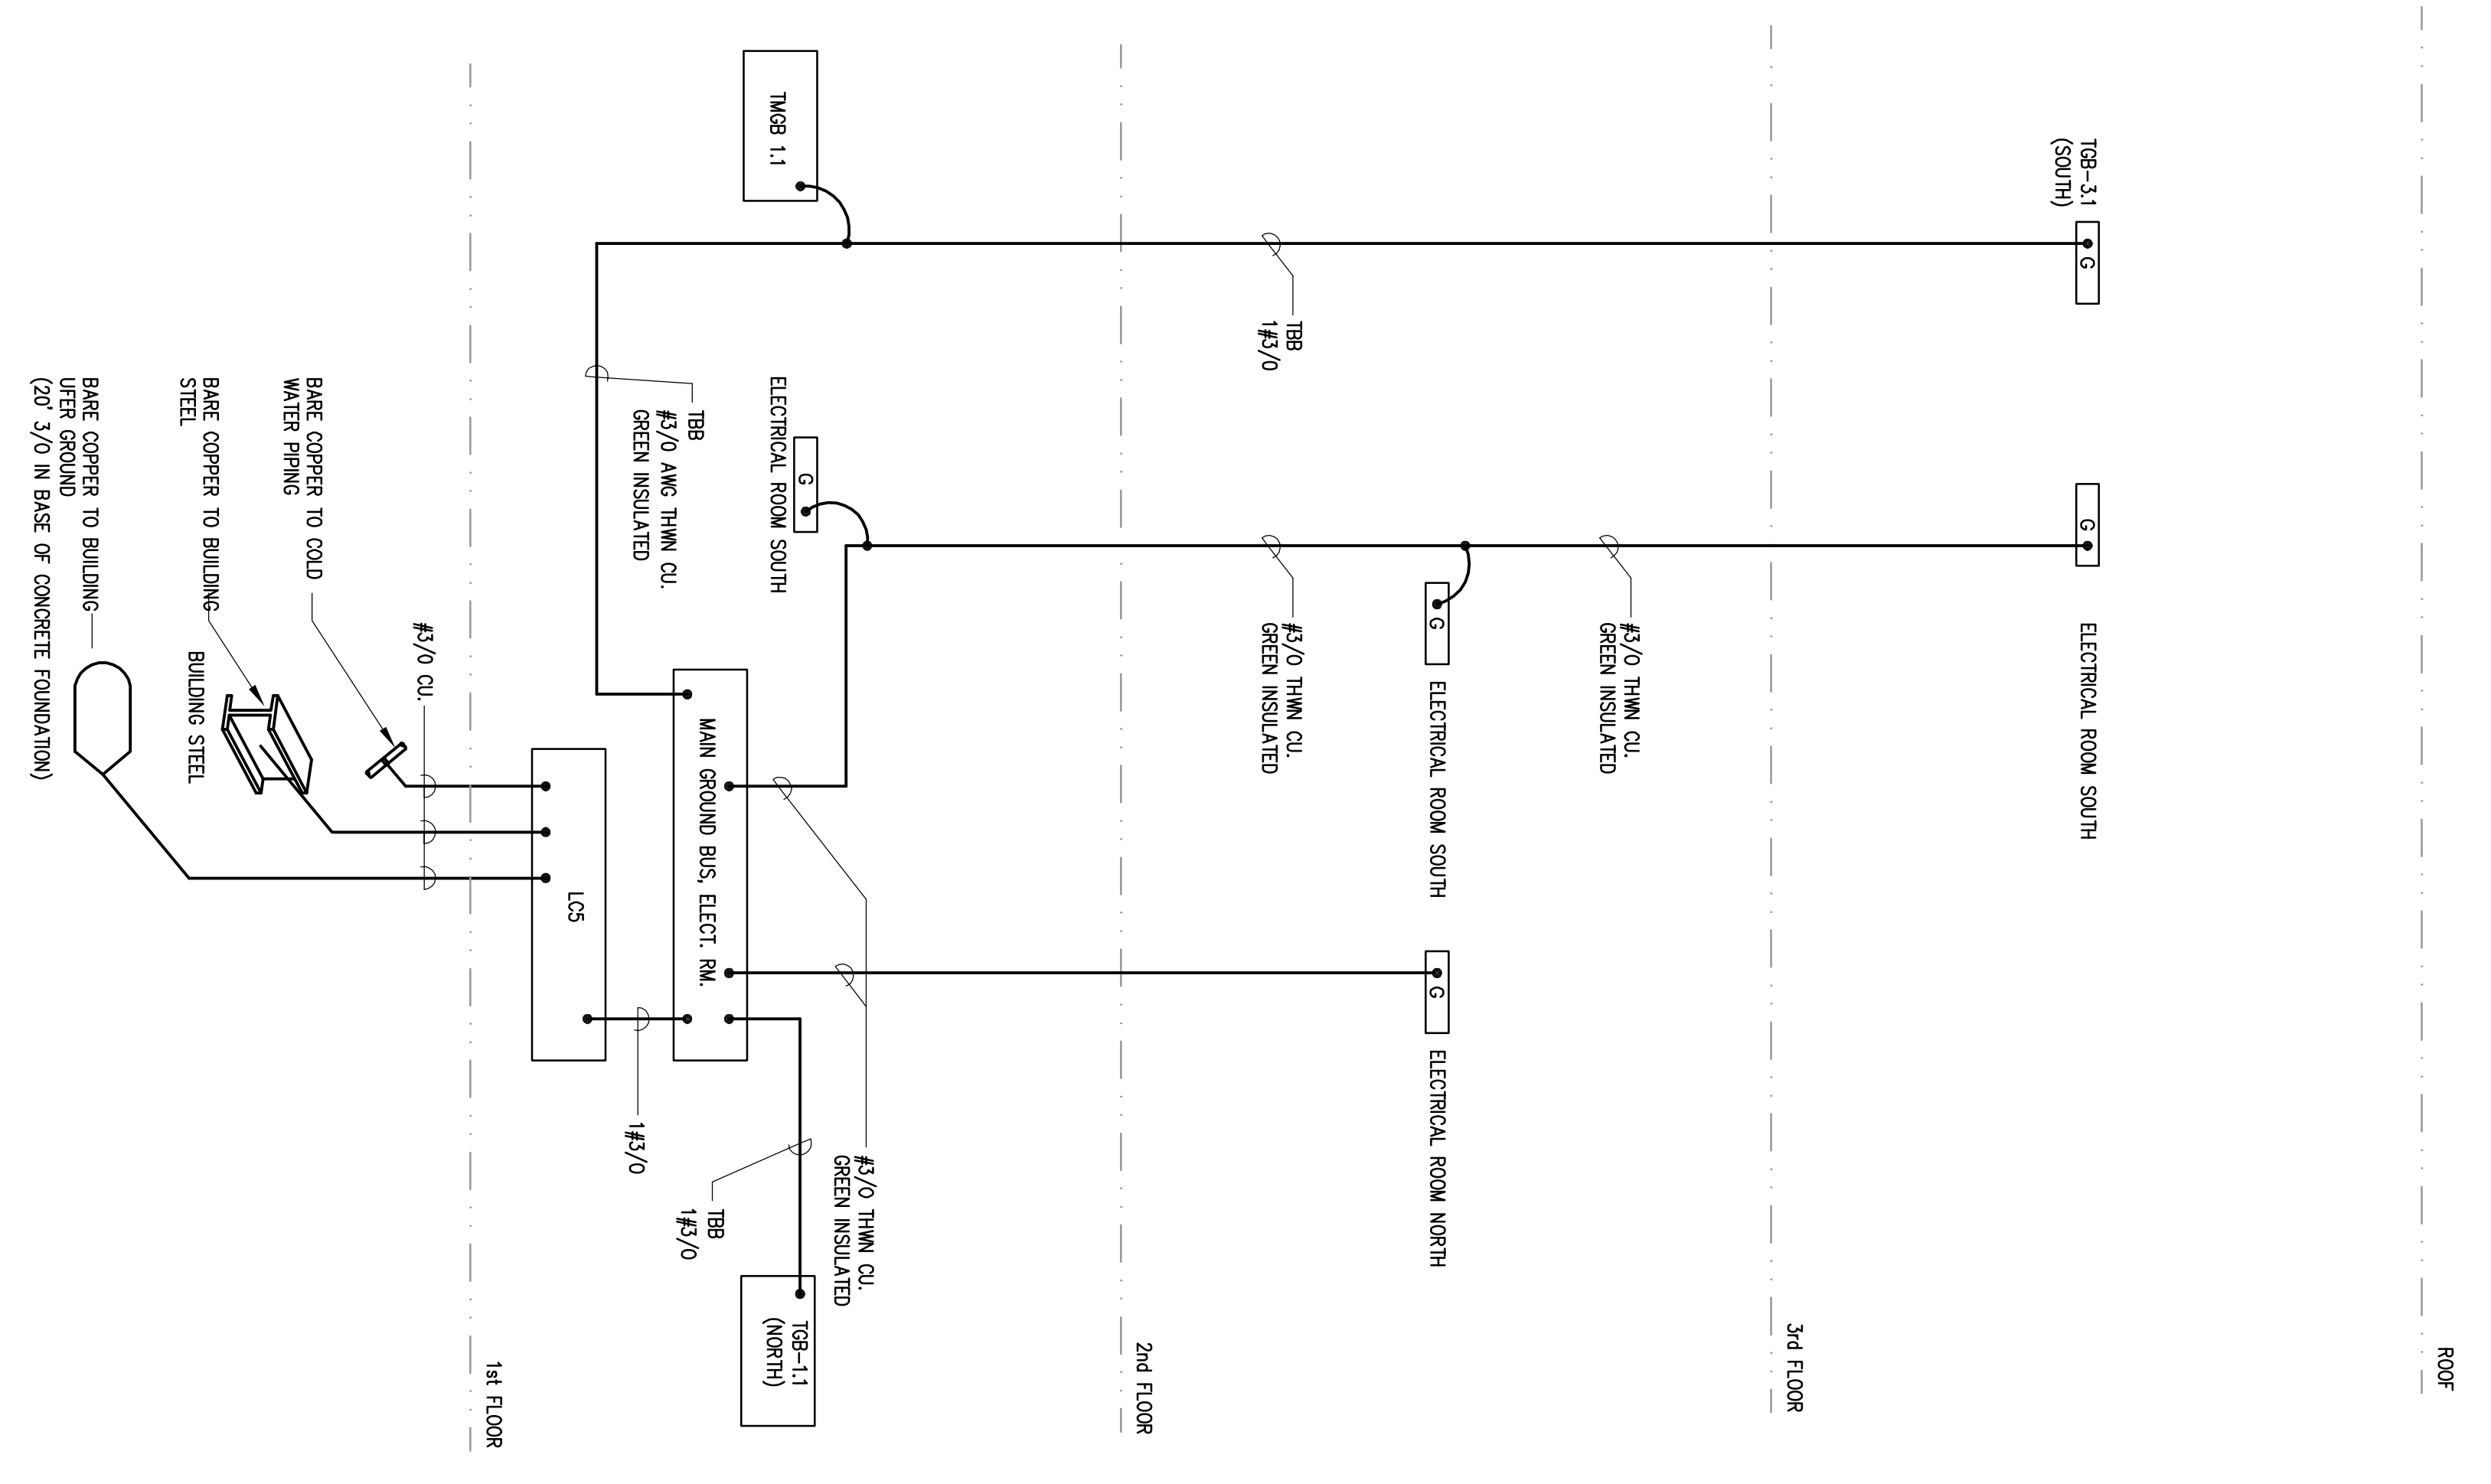 ROOF
TGB-3.1
(SOUTH)
G
G
ELECTRICAL ROOM SOUTH
3rd FLOOR
#3/0 THWN CU.
GREEN INSULATED
G
ELECTRICAL ROOM SOUTH
G
ELECTRICAL ROOM NORTH
TBB
1#3/0
#3/0 THWN CU.
GREEN INSULATED
2nd FLOOR
TMGB 1.1
ELECTRICAL ROOM SOUTH
G
#3/0 THWN CU.
GREEN INSULATED
TGB-1.1
(NORTH)
TBB
#3/0 AWG THWN CU.
GREEN INSULATED
MAIN GROUND BUS, ELECT. RM.
TBB
1#3/0
1#3/0
LC5
1st FLOOR
#3/0 CU.
BARE COPPER TO COLD
WATER PIPING
BARE COPPER TO BUILDING
STEEL
BUILDING STEEL
BARE COPPER TO BUILDING
UFER GROUND
(20' 3/0 IN BASE OF CONCRETE FOUNDATION)